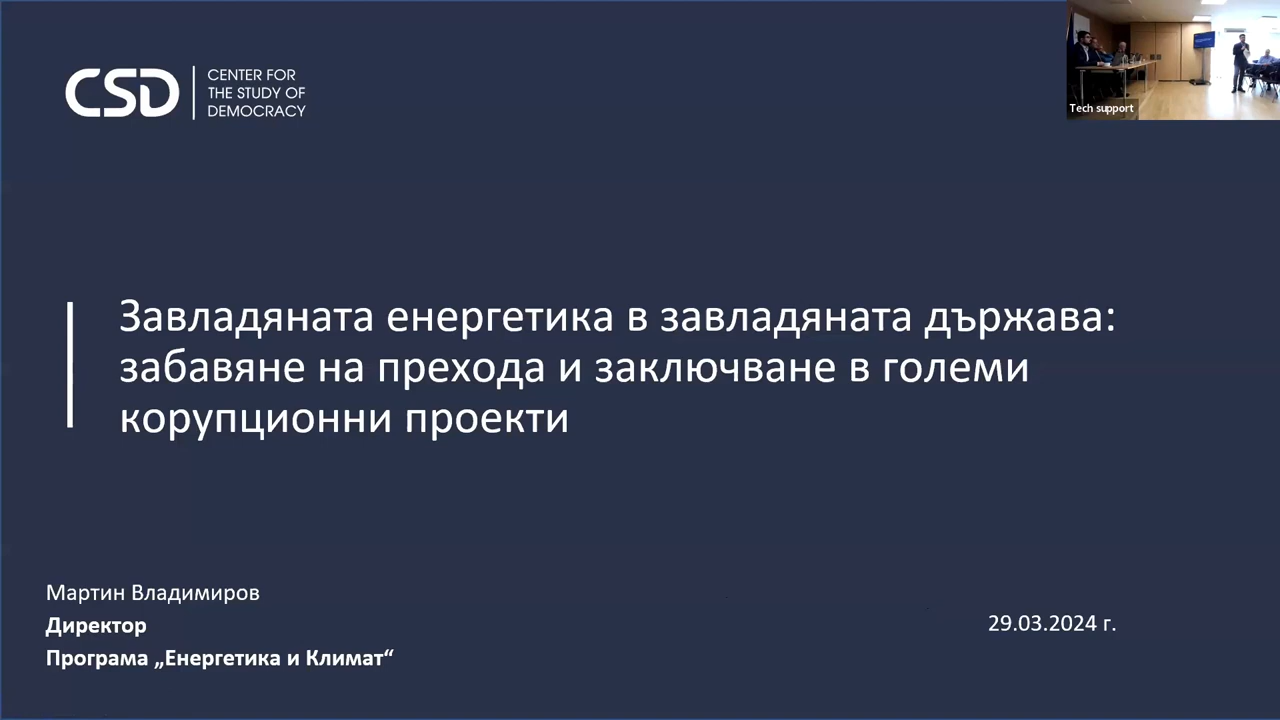 CSD
CENTER FOR
THE STUDY OF
DEMOCRACY
Tech support
Завладяната енергетика в завладяната държава:
забавяне на прехода и заключване в големи
корупционни проекти
Мартин Владимиров
Директор
Програма „Енергетика и Климат“
29.03.2024 г.